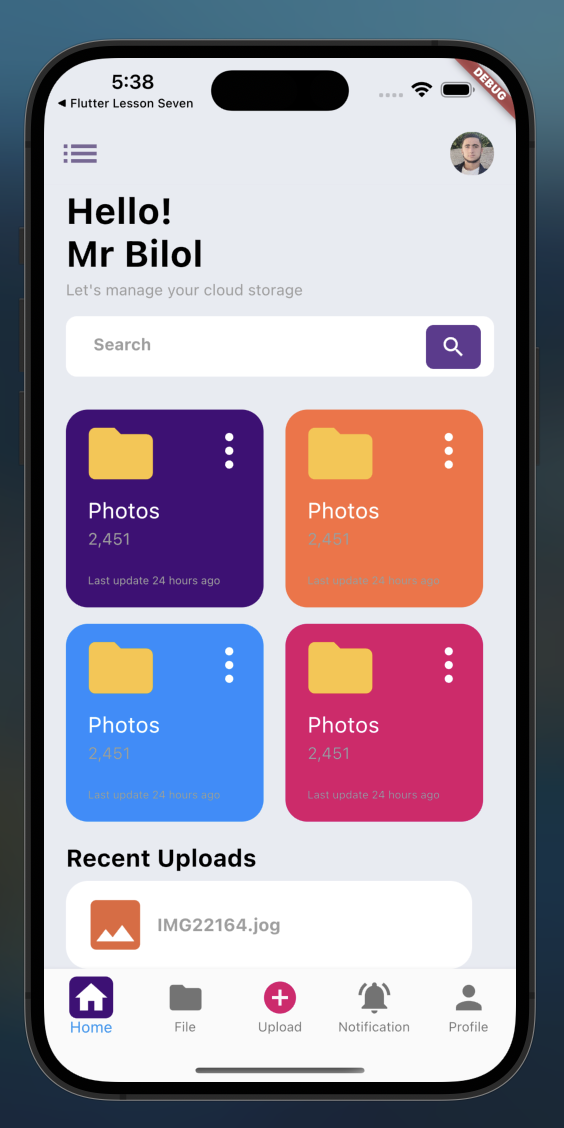 5:38
◀ Flutter Lesson Seven
DEBUG
Hello!
Mr Bilol
Let's manage your cloud storage
Search
Photos
2,451
Last update 24 hours ago
Photos
2,451
Last update 24 hours ago
Photos
2,451
Last update 24 hours ago
Photos
2,451
Last update 24 hours ago
Recent Uploads
IMG22164.jog
Home
File
Upload
Notification
Profile